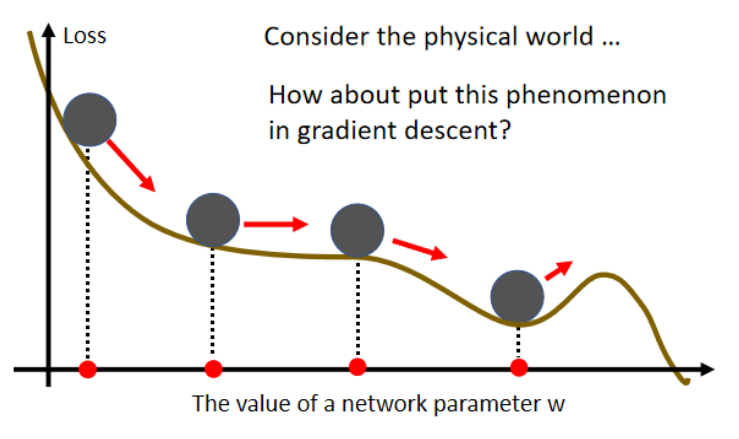 Loss
Consider the physical world ...
How about put this phenomenon
in gradient descent?
The value of a network parameter w